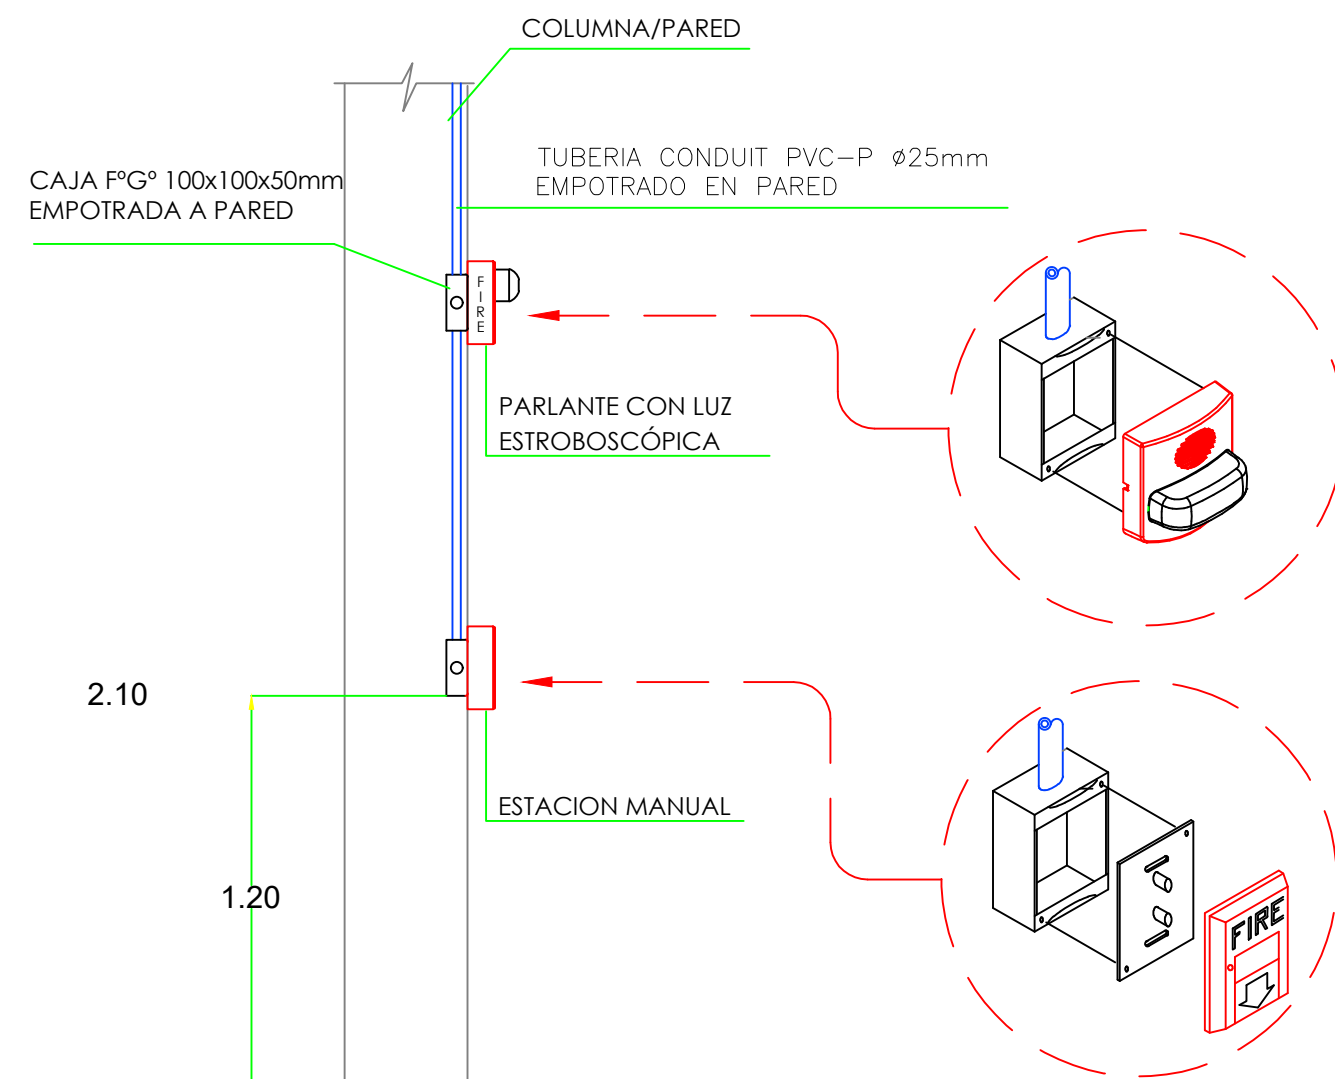 COLUMNA/PARED
TUBERIA CONDUIT PVC-P ø25mm
EMPOTRADO EN PARED
CAJA FºGº 100x100x50mm
EMPOTRADA A PARED
FIRE
PARLANTE CON LUZ
ESTROBOSCÓPICA
2.10
ESTACION MANUAL
1.20
FIRE